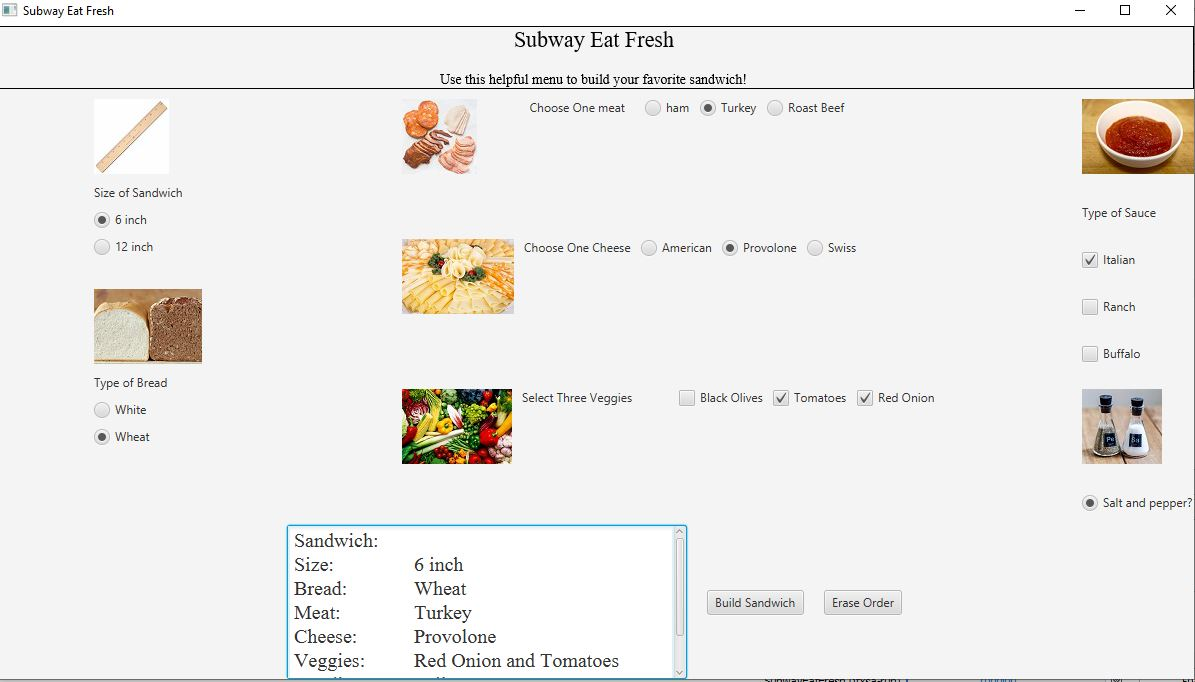 Subway Eat Fresh
Subway Eat Fresh
Use this helpful menu to build your favorite sandwich!
Size of Sandwich
6 inch
12 inch
Type of Bread
White
Wheat
Choose One meat ham Turkey Roast Beef
Choose One Cheese American Provolone Swiss
Select Three Veggies Black Olives Tomatoes Red Onion
Type of Sauce
Italian
Ranch
Buffalo
Pe Sa
Salt and pepper?
Sandwich:
Size: 6 inch
Bread: Wheat
Meat: Turkey
Cheese: Provolone
Veggies: Red Onion and Tomatoes
Build Sandwich Erase Order